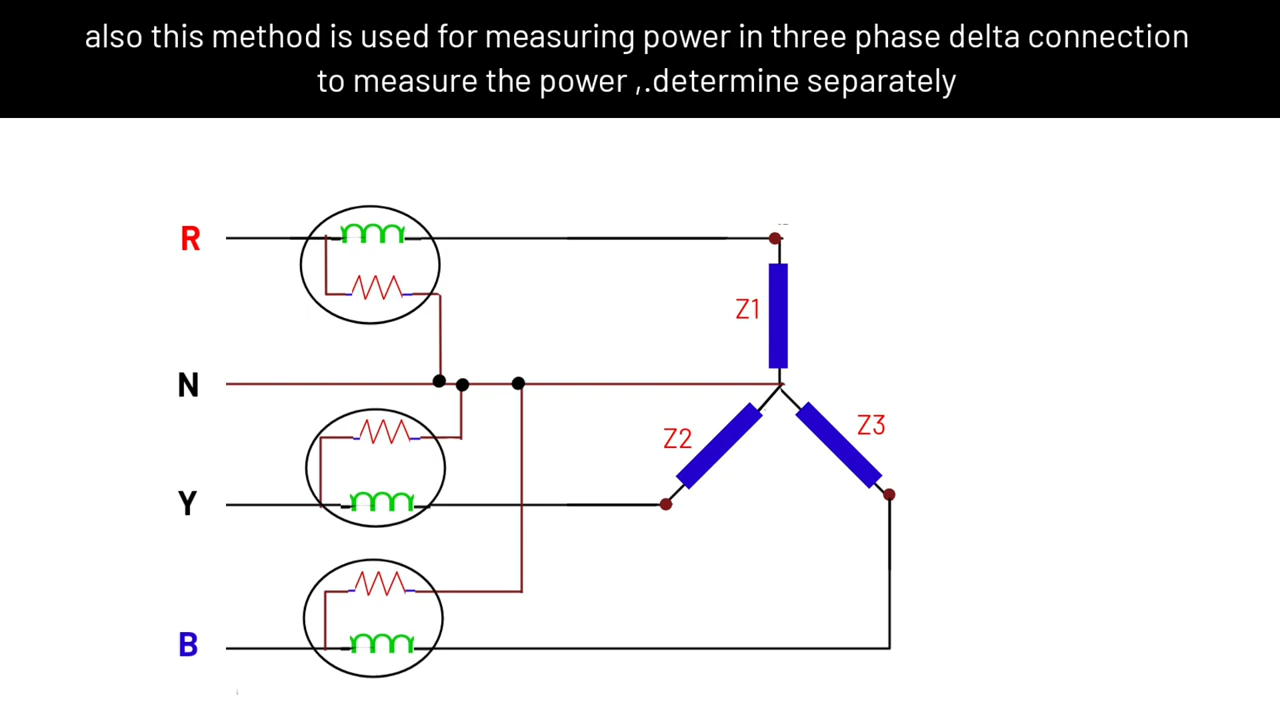 also this method is used for measuring power in three phase delta connection
to measure the power ,.determine separately
R
Z1
N
Z2
Z3
Y
B